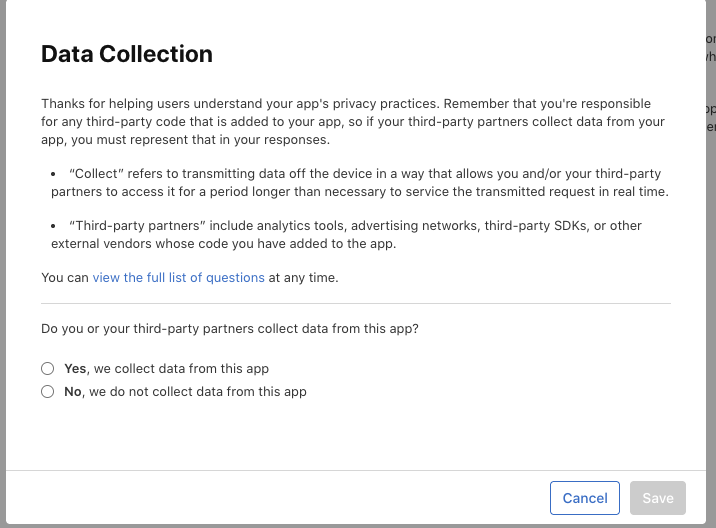 Data Collection
Thanks for helping users understand your app's privacy practices. Remember that you're responsible
for any third-party code that is added to your app, so if your third-party partners collect data from your
app, you must represent that in your responses.
• “Collect” refers to transmitting data off the device in a way that allows you and/or your third-party
partners to access it for a period longer than necessary to service the transmitted request in real time.
• “Third-party partners” include analytics tools, advertising networks, third-party SDKs, or other
external vendors whose code you have added to the app.
You can view the full list of questions at any time.
Do you or your third-party partners collect data from this app?
Yes, we collect data from this app
No, we do not collect data from this app
Cancel
Save